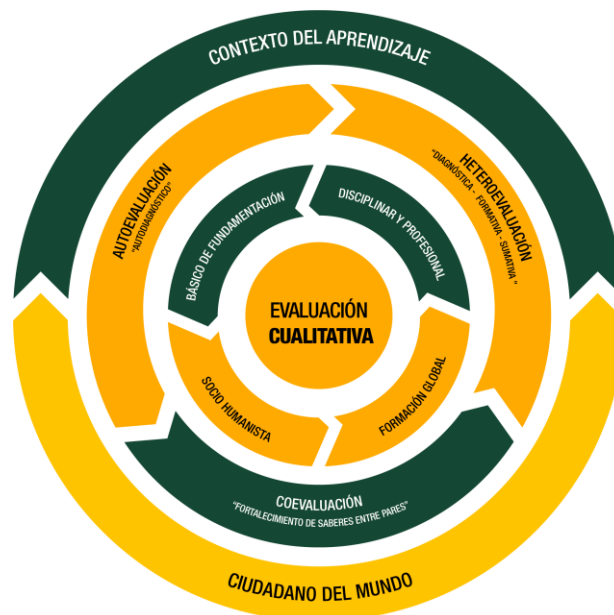 CONTEXTO DEL APRENDIZAJE
AUTOEVALUACIÓN
"AUTODIAGNÓSTICO"
HETEROEVALUACIÓN
"DIAGNÓSTICA - FORMATIVA - SUMATIVA "
BÁSICO DE FUNDAMENTACIÓN
DISCIPLINAR Y PROFESIONAL
EVALUACIÓN
CUALITATIVA
SOCIO HUMANISTA
FORMACIÓN GLOBAL
COEVALUACIÓN
"FORTALECIMIENTO DE SABERES ENTRE PARES"
CIUDADANO DEL MUNDO